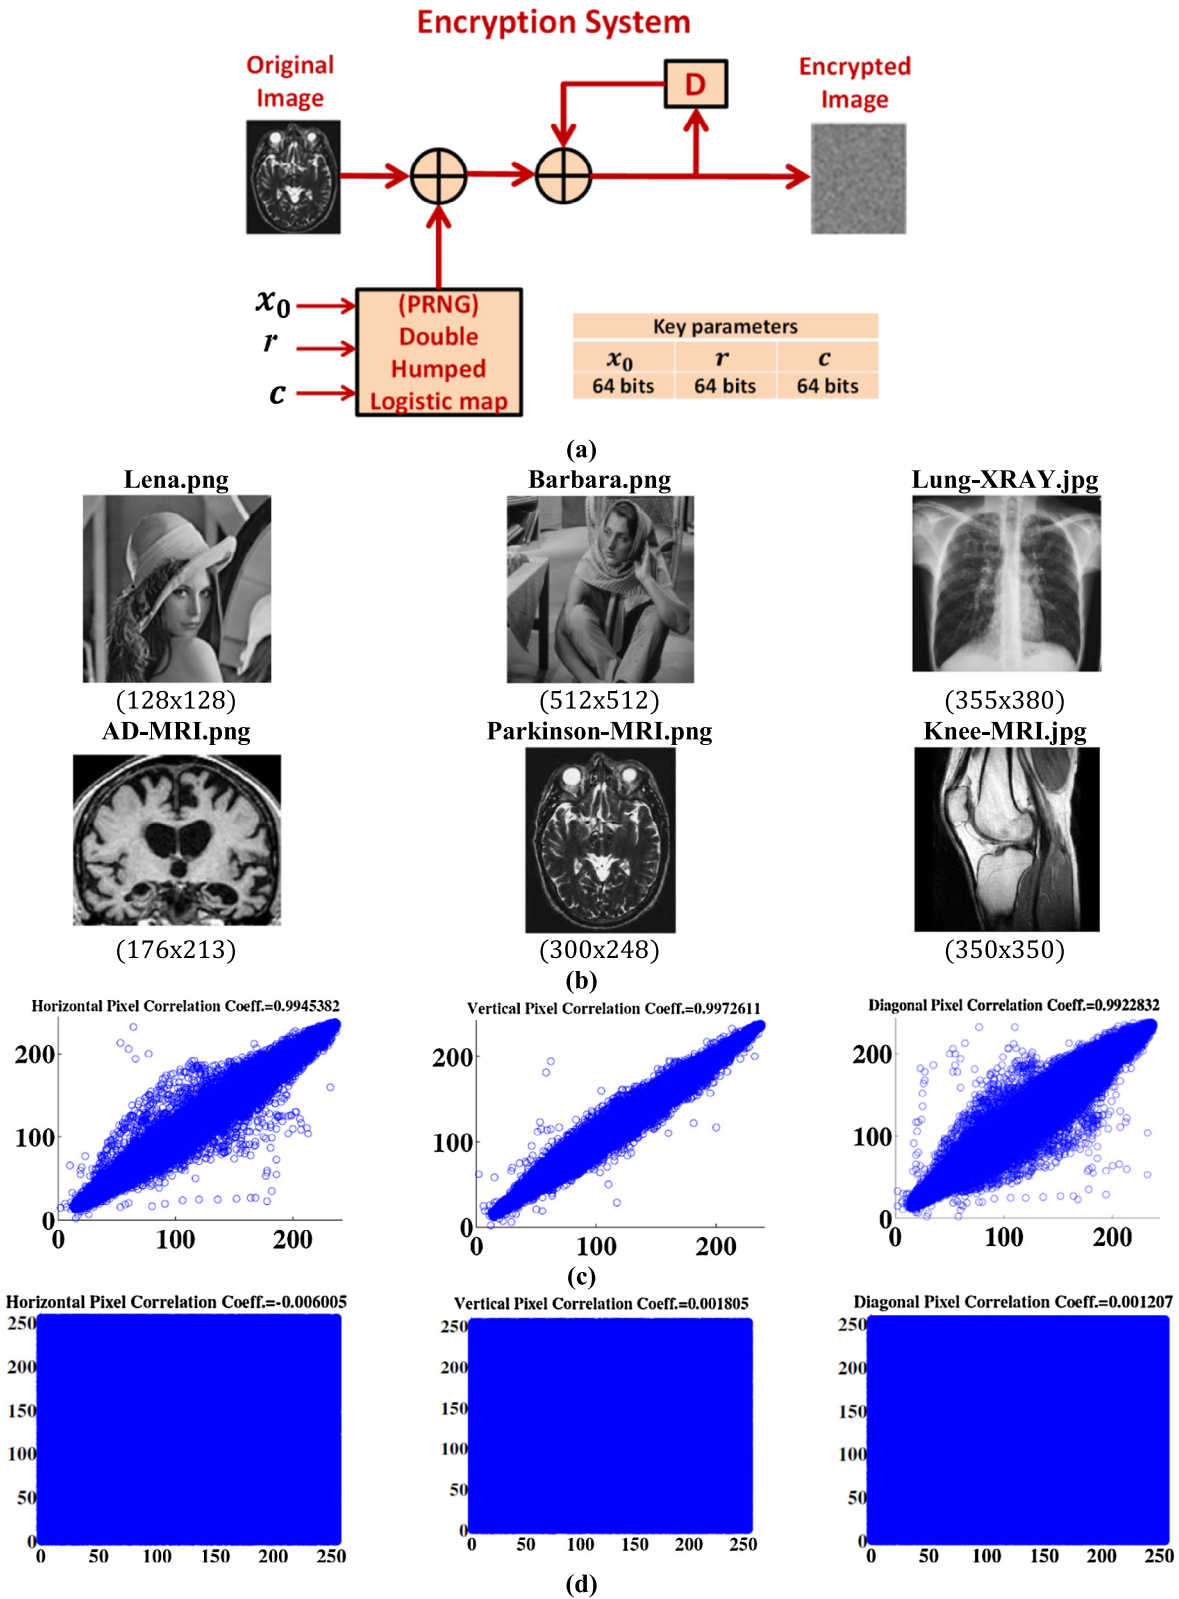 Encryption System
Original
Image
D
Encrypted
Image
x₀
r
c
(PRNG)
Double
Humped
Logistic map
Key parameters
x₀ r c
64 bits 64 bits 64 bits
(a)
Lena.png Barbara.png Lung-XRAY.jpg
(128x128) (512x512) (355x380)
AD-MRI.png Parkinson-MRI.png Knee-MRI.jpg
(176x213) (300x248) (350x350)
(b)
Horizontal Pixel Correlation Coeff.=0.9945382
200
100
0
0 100 200
Vertical Pixel Correlation Coeff.=0.9972611
200
100
0
0 100 200
Diagonal Pixel Correlation Coeff.=0.9922832
200
100
0
0 100 200
(c)
Horizontal Pixel Correlation Coeff.=-0.006005
250
200
150
100
50
0
0 50 100 150 200 250
Vertical Pixel Correlation Coeff.=0.001805
250
200
150
100
50
0
0 50 100 150 200 250
Diagonal Pixel Correlation Coeff.=0.001207
250
200
150
100
50
0
0 50 100 150 200 250
(d)